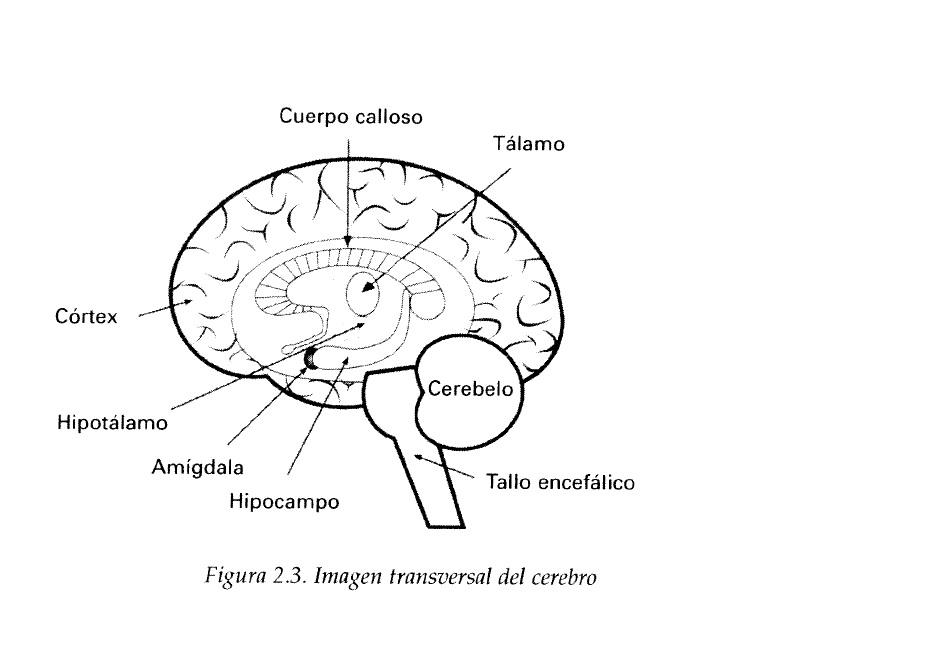 Cuerpo calloso
Tálamo
Córtex
Cerebelo
Hipotálamo
Amígdala
Hipocampo
Tallo encefálico
Figura 2.3. Imagen transversal del cerebro